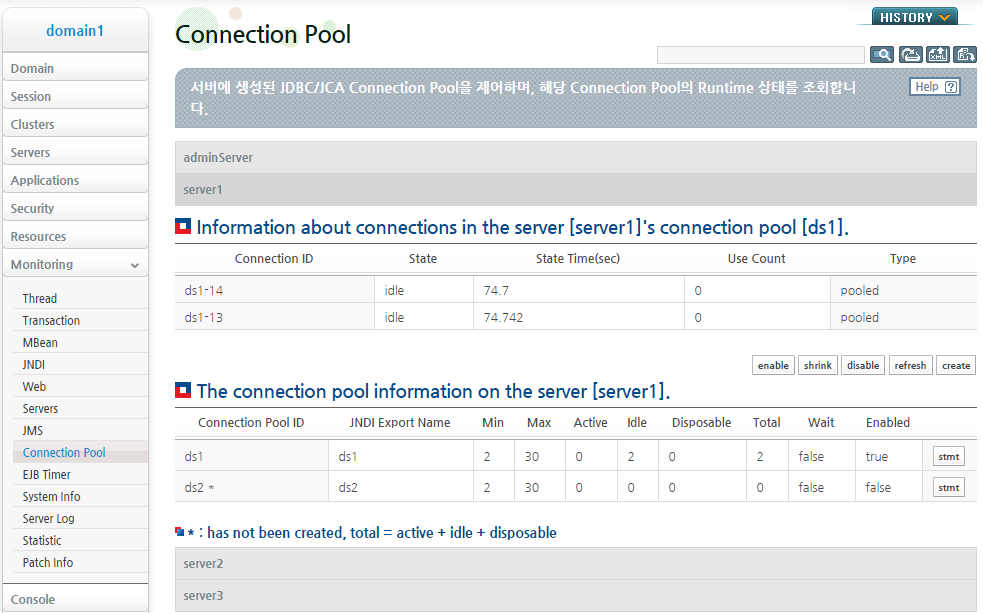 domain1
Domain
Session
Clusters
Servers
Applications
Security
Resources
Monitoring
Thread
Transaction
MBean
JNDI
Web
Servers
JMS
Connection Pool
EJB Timer
System Info
Server Log
Statistic
Patch Info
Console
HISTORY
Connection Pool
XML
서버에 생성된 JDBC/JCA Connection Pool을 제어하며, 해당 Connection Pool의 Runtime 상태를 조회합니
다.
Help ?
adminServer
server1
Information about connections in the server [server1]'s connection pool [ds1].
Connection ID State State Time(sec) Use Count Type
ds1-14 idle 74.7 0 pooled
ds1-13 idle 74.742 0 pooled
enable shrink disable refresh create
The connection pool information on the server [server1].
Connection Pool ID JNDI Export Name Min Max Active Idle Disposable Total Wait Enabled
ds1 ds1 2 30 0 2 0 2 false true stmt
ds2 * ds2 2 30 0 0 0 0 false false stmt
* : has not been created, total = active + idle + disposable
server2
server3